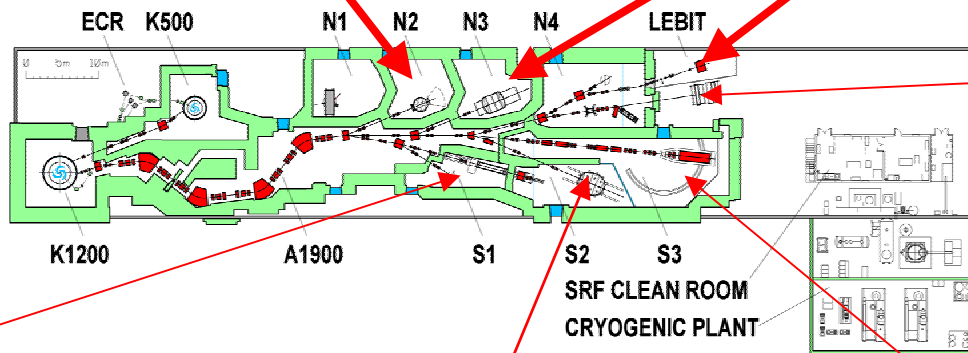 ECR K500 N1 N2 N3 N4 LEBIT
0 5m 10m
K1200 A1900 S1 S2 S3
SRF CLEAN ROOM
CRYOGENIC PLANT